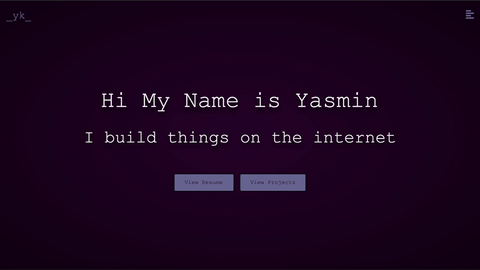 _yk_
Hi My Name is Yasmin
I build things on the internet
View Resume View Projects